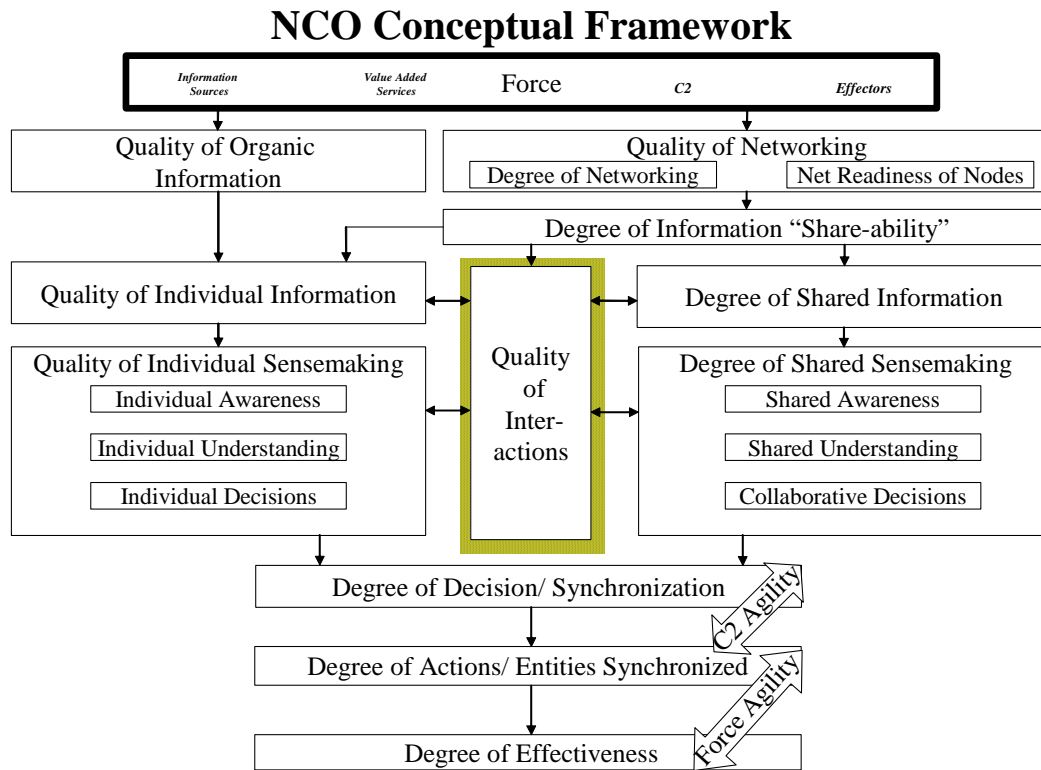 NCO Conceptual Framework
Information
Sources
Value Added
Services
Force
C2
Effectors
Quality of Organic
Information
Quality of Networking
Degree of Networking
Net Readiness of Nodes
Degree of Information “Share-ability”
Quality of Individual Information
Degree of Shared Information
Quality of Individual Sensemaking
Individual Awareness
Individual Understanding
Individual Decisions
Quality
of
Inter-
actions
Degree of Shared Sensemaking
Shared Awareness
Shared Understanding
Collaborative Decisions
Degree of Decision/ Synchronization
C2 Agility
Degree of Actions/ Entities Synchronized
Force Agility
Degree of Effectiveness